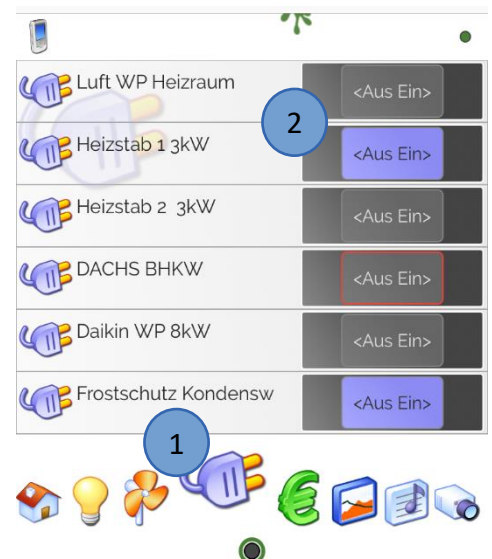 Luft WP Heizraum <Aus Ein>
2
Heizstab 1 3kW <Aus Ein>
Heizstab 2 3kW <Aus Ein>
DACHS BHKW <Aus Ein>
Daikin WP 8kW <Aus Ein>
Frostschutz Kondensw <Aus Ein>
1